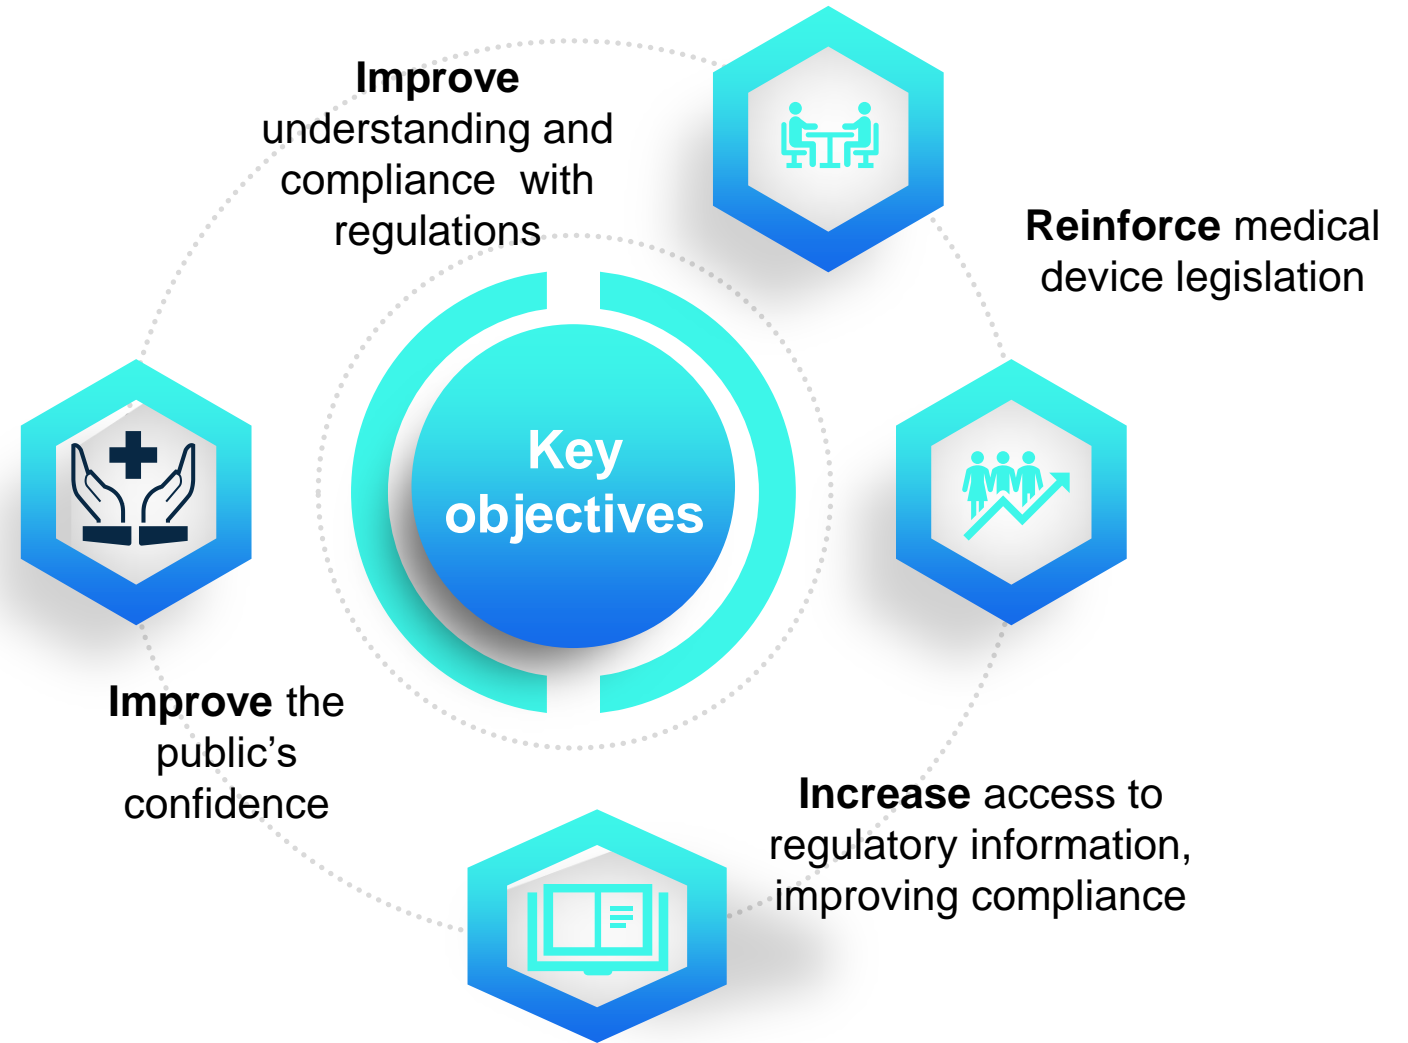 Improve
understanding and
compliance  with
regulations
Reinforce medical
device legislation
Key
objectives
Improve the
public’s
confidence
Increase access to
regulatory information,
improving compliance